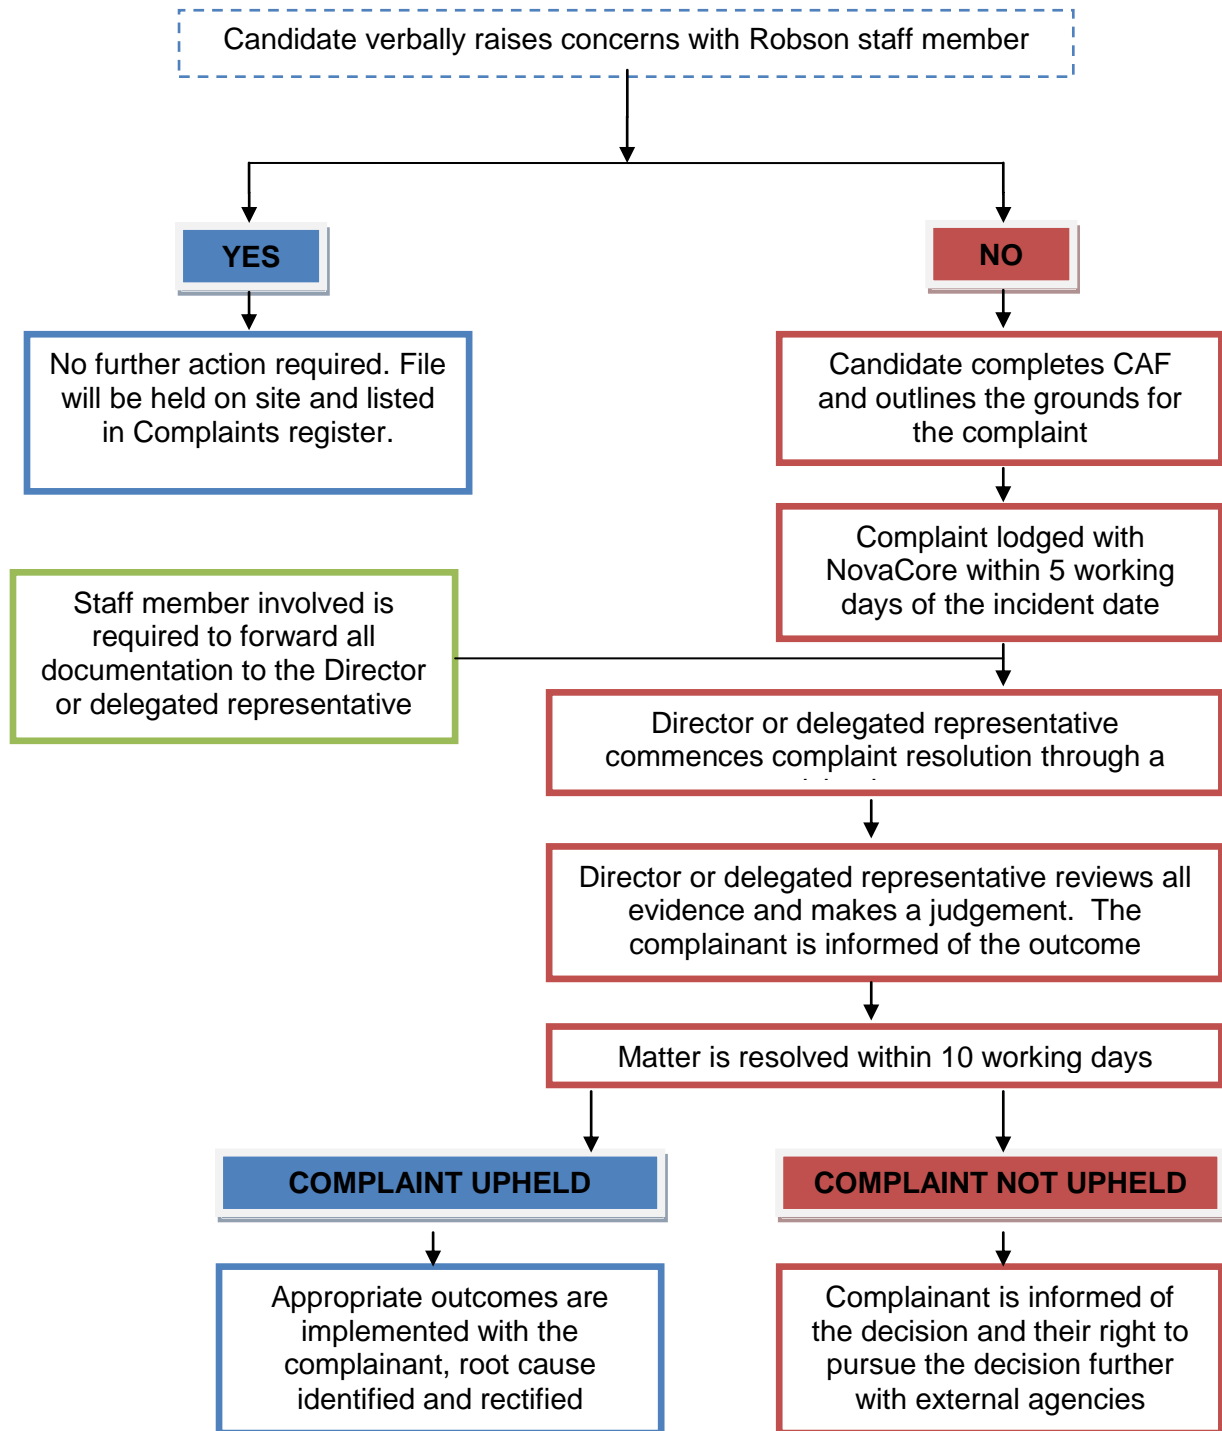 Candidate verbally raises concerns with Robson staff member
YES
NO
No further action required. File
will be held on site and listed
in Complaints register.
Candidate completes CAF
and outlines the grounds for
the complaint
Complaint lodged with
NovaCore within 5 working
days of the incident date
Staff member involved is
required to forward all
documentation to the Director
or delegated representative
Director or delegated representative
commences complaint resolution through a
Director or delegated representative reviews all
evidence and makes a judgement.  The
complainant is informed of the outcome
Matter is resolved within 10 working days
COMPLAINT UPHELD
COMPLAINT NOT UPHELD
Appropriate outcomes are
implemented with the
complainant, root cause
identified and rectified
Complainant is informed of
the decision and their right to
pursue the decision further
with external agencies